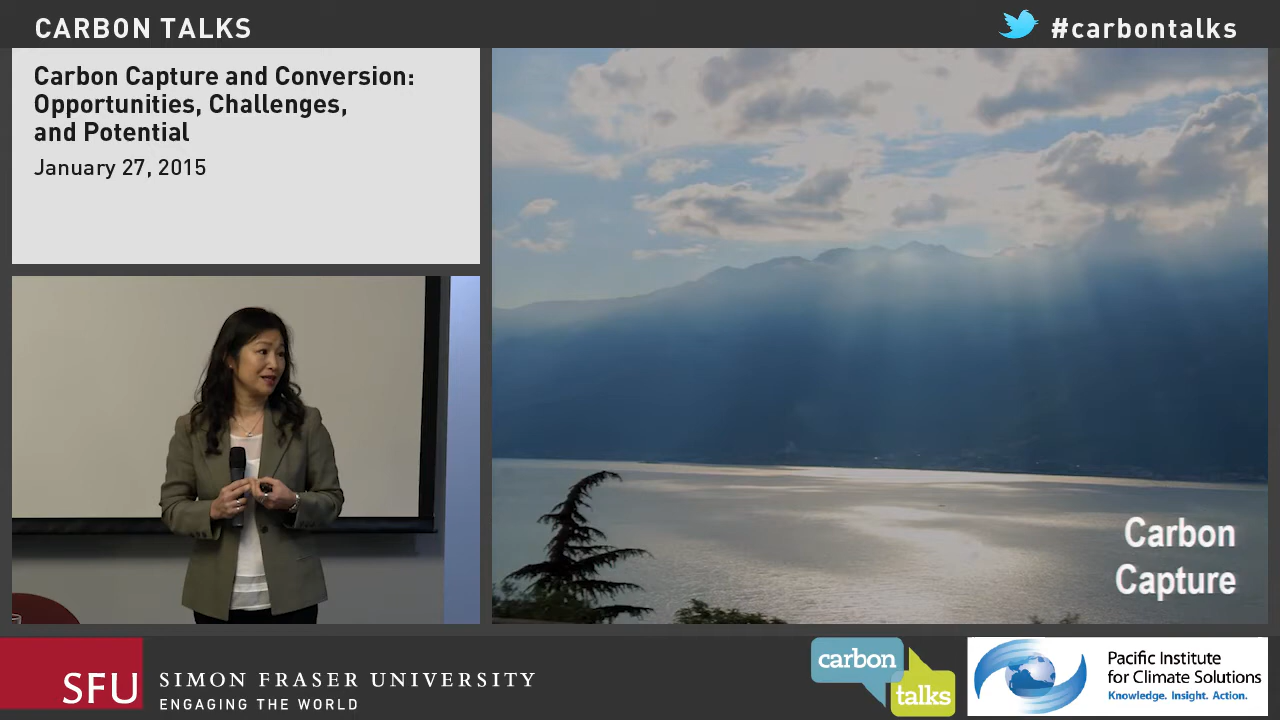 CARBON TALKS
#carbontalks
Carbon Capture and Conversion:
Opportunities, Challenges,
and Potential
January 27, 2015
Carbon
Capture
SFU
SIMON FRASER UNIVERSITY
ENGAGING THE WORLD
carbon
talks
Pacific Institute
for Climate Solutions
Knowledge. Insight. Action.